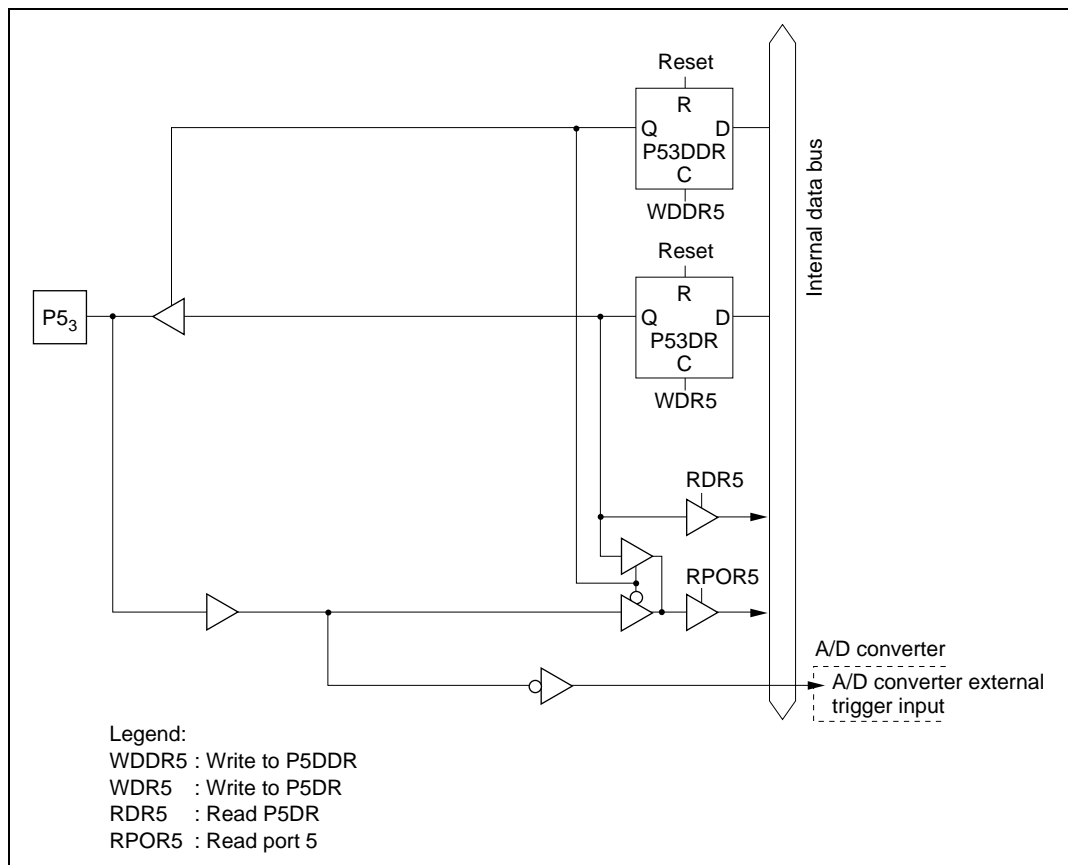 Reset
R
Q D
P53DDR
C
WDDR5
Internal data bus
Reset
R
P5₃
Q D
P53DR
C
WDR5
RDR5
RPOR5
A/D converter
A/D converter external
trigger input
Legend:
WDDR5 : Write to P5DDR
WDR5 : Write to P5DR
RDR5 : Read P5DR
RPOR5 : Read port 5